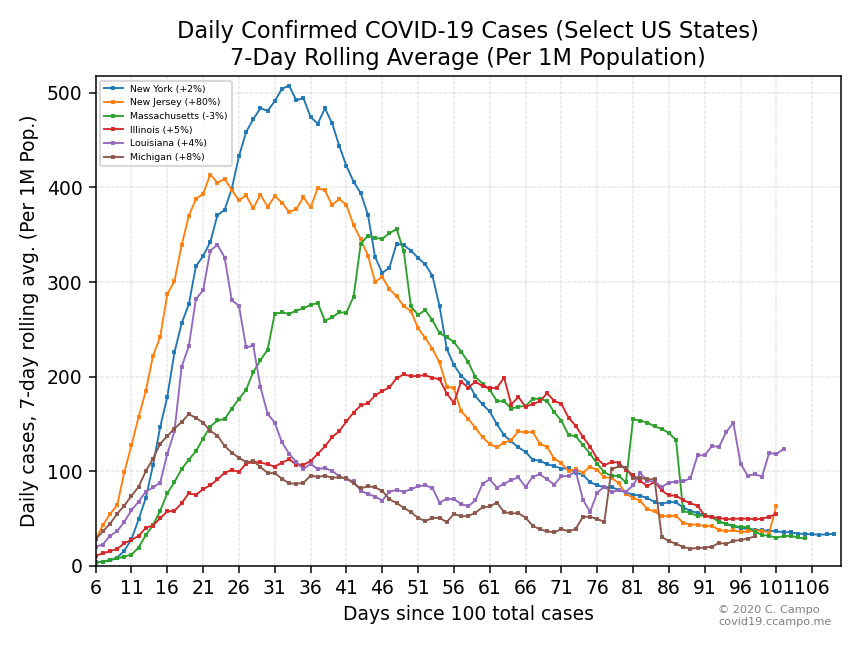 Daily Confirmed COVID-19 Cases (Select US States)
7-Day Rolling Average (Per 1M Population)
Daily cases, 7-day rolling avg. (Per 1M Pop.)
500
400
300
200
100
0
New York (+2%)
New Jersey (+80%)
Massachusetts (-3%)
Illinois (+5%)
Louisiana (+4%)
Michigan (+8%)
6 11 16 21 26 31 36 41 46 51 56 61 66 71 76 81 86 91 96 101 106
Days since 100 total cases
© 2020 C. Campo
covid19.ccampo.me